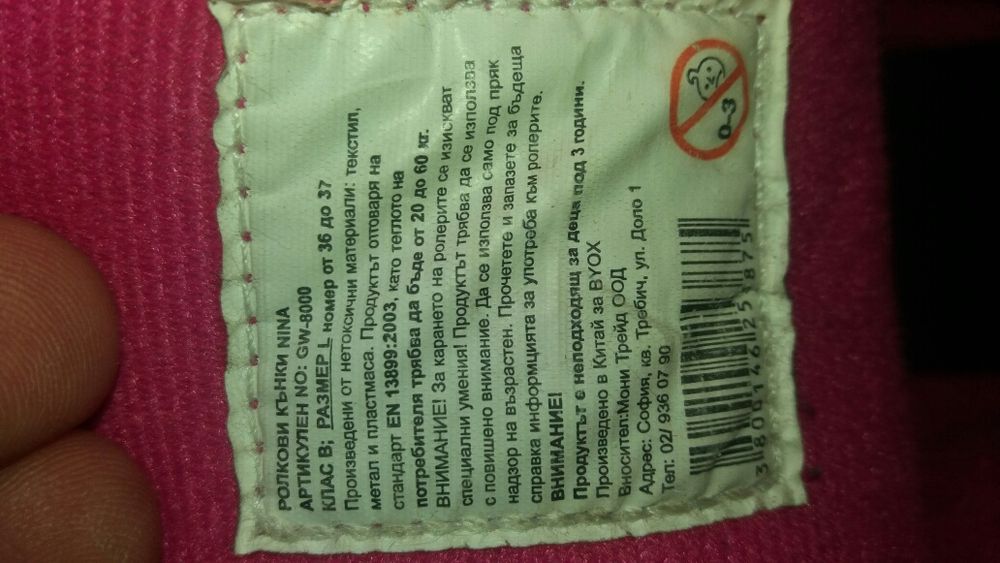 РОЛКОВИ КЪНКИ NINA
АРТИКУЛЕН NO: GW-8000
КЛАС B; РАЗМЕР L номер от 36 до 37
Произведени от нетоксични материали: текстил,
метал и пластмаса. Продуктът отговаря на
стандарт EN 13899:2003, като теглото на
потребителя трябва да бъде от 20 до 60 кг.
ВНИМАНИЕ! За карането на ролерите се изискват
специални умения! Продуктът трябва да се използва
с повишено внимание. Да се използва само под пряк
надзор на възрастен. Прочетете и запазете за бъдеща
справка информцията за употреба към ролерите.
ВНИМАНИЕ!
Продуктът е неподходящ за деца под 3 години.
Произведено в Китай за BYOX
Вносител:Мони Трейд ООД
Адрес: София, кв. Требич, ул. Доло 1
Тел: 02/ 936 07 90
3 800146 254875
0-3